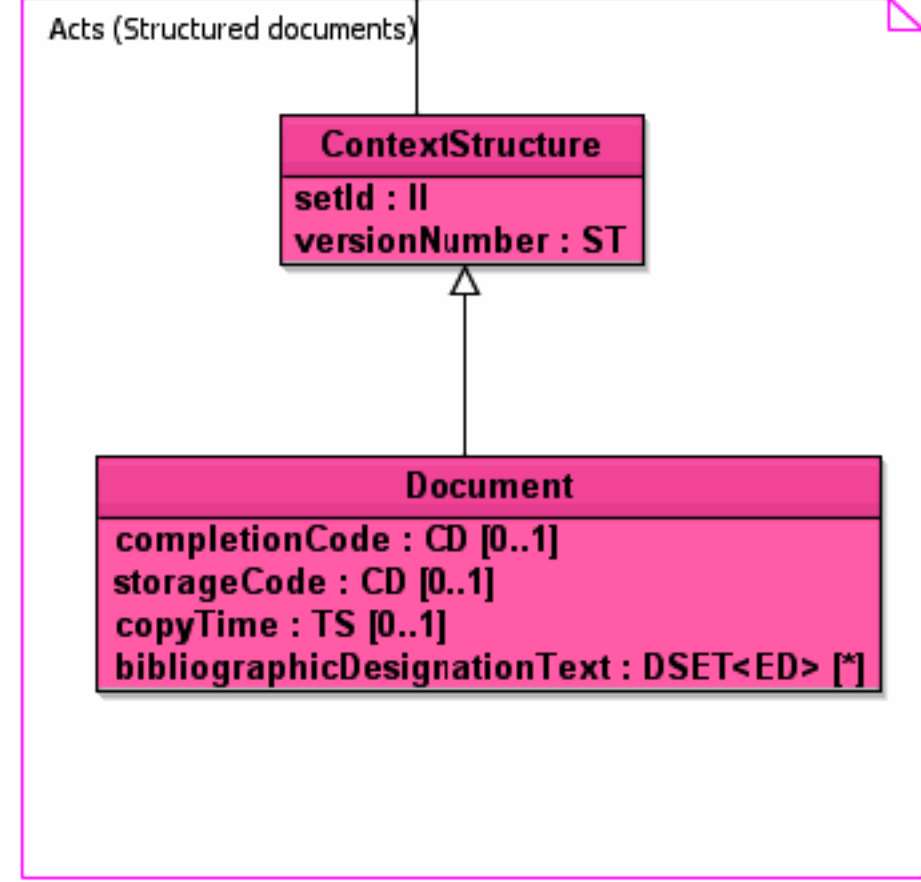 Acts (Structured documents)
ContextStructure
setId : II
versionNumber : ST
Document
completionCode : CD [0..1]
storageCode : CD [0..1]
copyTime : TS [0..1]
bibliographicDesignationText : DSET<ED> [*]